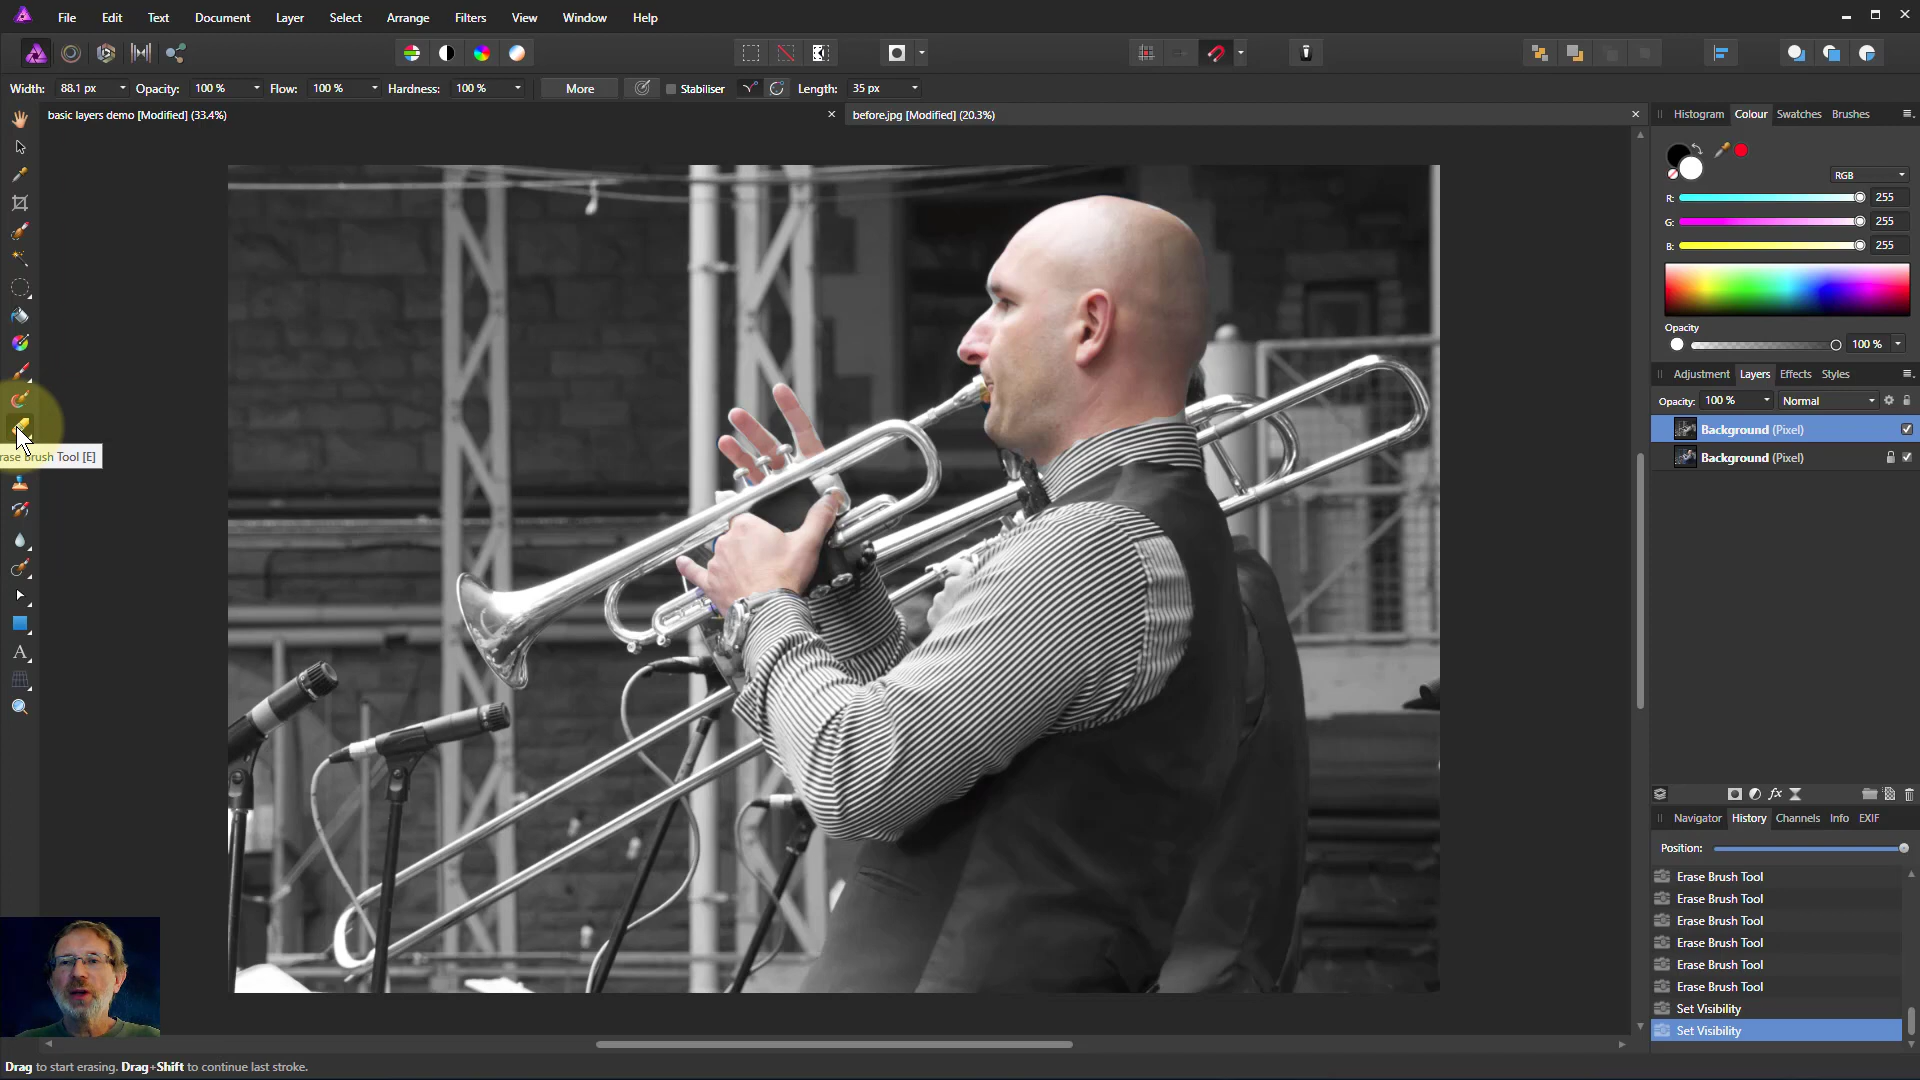 File Edit Text Document Layer Select Arrange Filters View Window Help
Width: 88.1 px Opacity: 100 % Flow: 100 % Hardness: 100 % More Stabiliser Length: 35 px
basic layers demo [Modified] (33.4%)
before.jpg [Modified] (20.3%)
Histogram Colour Swatches Brushes
RGB
R: 255
G: 255
B: 255
Opacity
100 %
Adjustment Layers Effects Styles
Opacity: 100 % Normal
Background (Pixel)
Background (Pixel)
rase Brush Tool [E]
A
fx
Navigator History Channels Info EXIF
Position:
Erase Brush Tool
Erase Brush Tool
Erase Brush Tool
Erase Brush Tool
Erase Brush Tool
Erase Brush Tool
Set Visibility
Set Visibility
Drag to start erasing. Drag+Shift to continue last stroke.